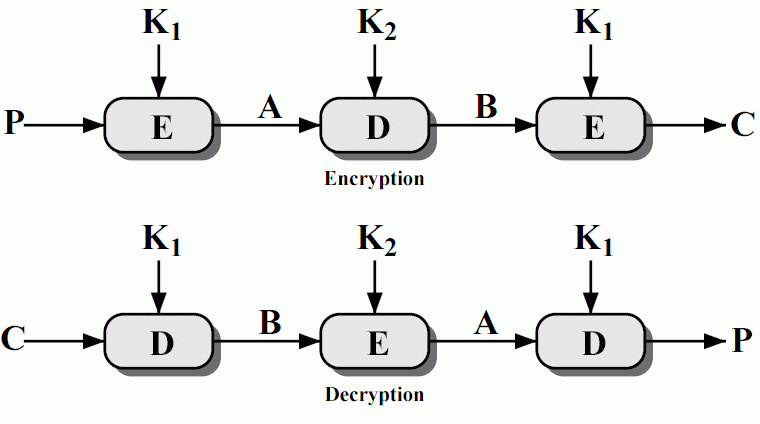 K₁ K₂ K₁
P E A D B E C
Encryption
K₁ K₂ K₁
C D B E A D P
Decryption